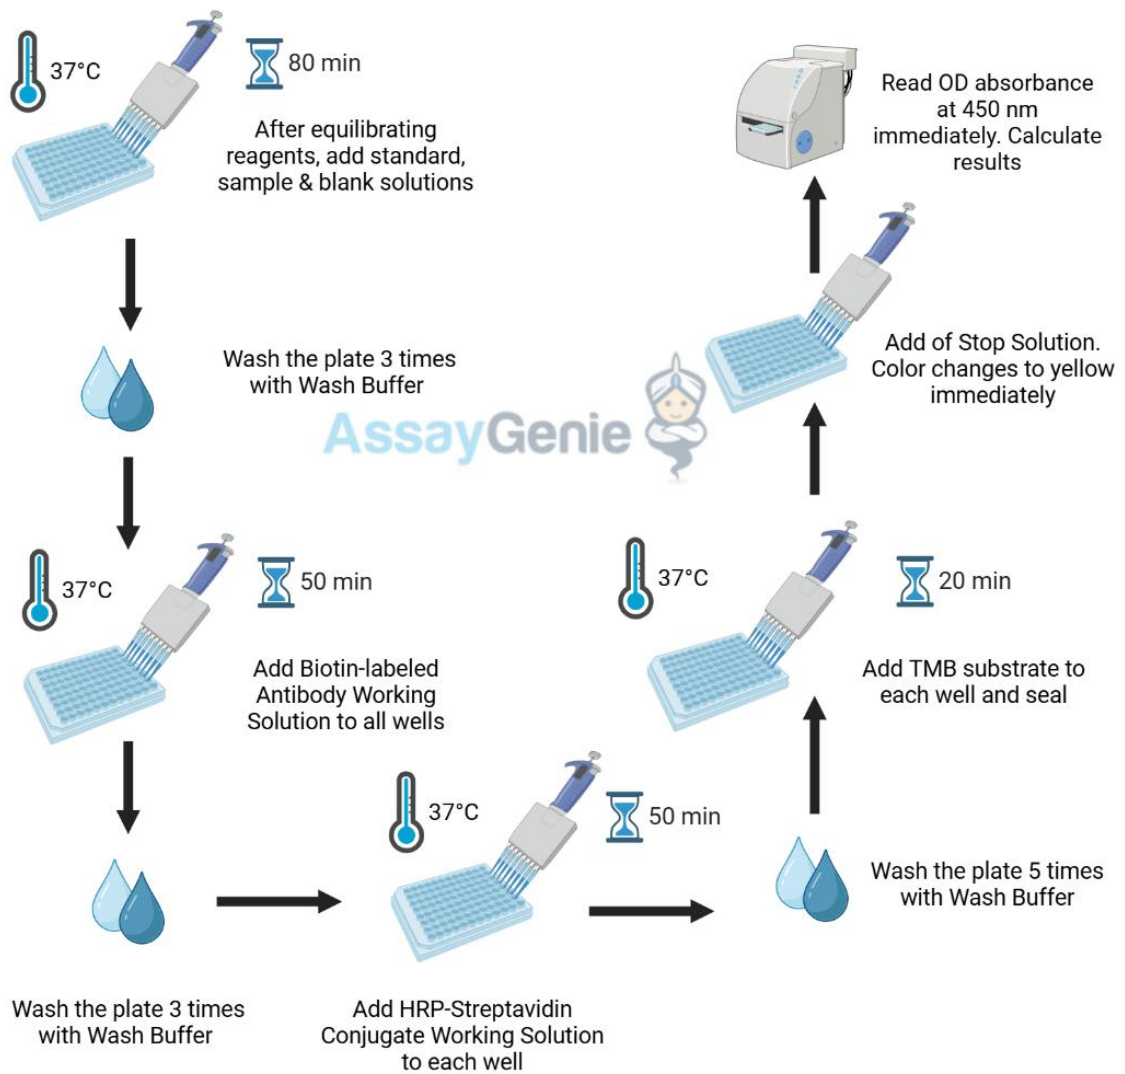 37°C
80 min
After equilibrating
reagents, add standard,
sample & blank solutions
Wash the plate 3 times
with Wash Buffer
37°C
50 min
Add Biotin-labeled
Antibody Working
Solution to all wells
Wash the plate 3 times
with Wash Buffer
37°C
50 min
Add HRP-Streptavidin
Conjugate Working Solution
to each well
Wash the plate 5 times
with Wash Buffer
37°C
20 min
Add TMB substrate to
each well and seal
Add of Stop Solution.
Color changes to yellow
immediately
Read OD absorbance
at 450 nm
immediately. Calculate
results
AssayGenie